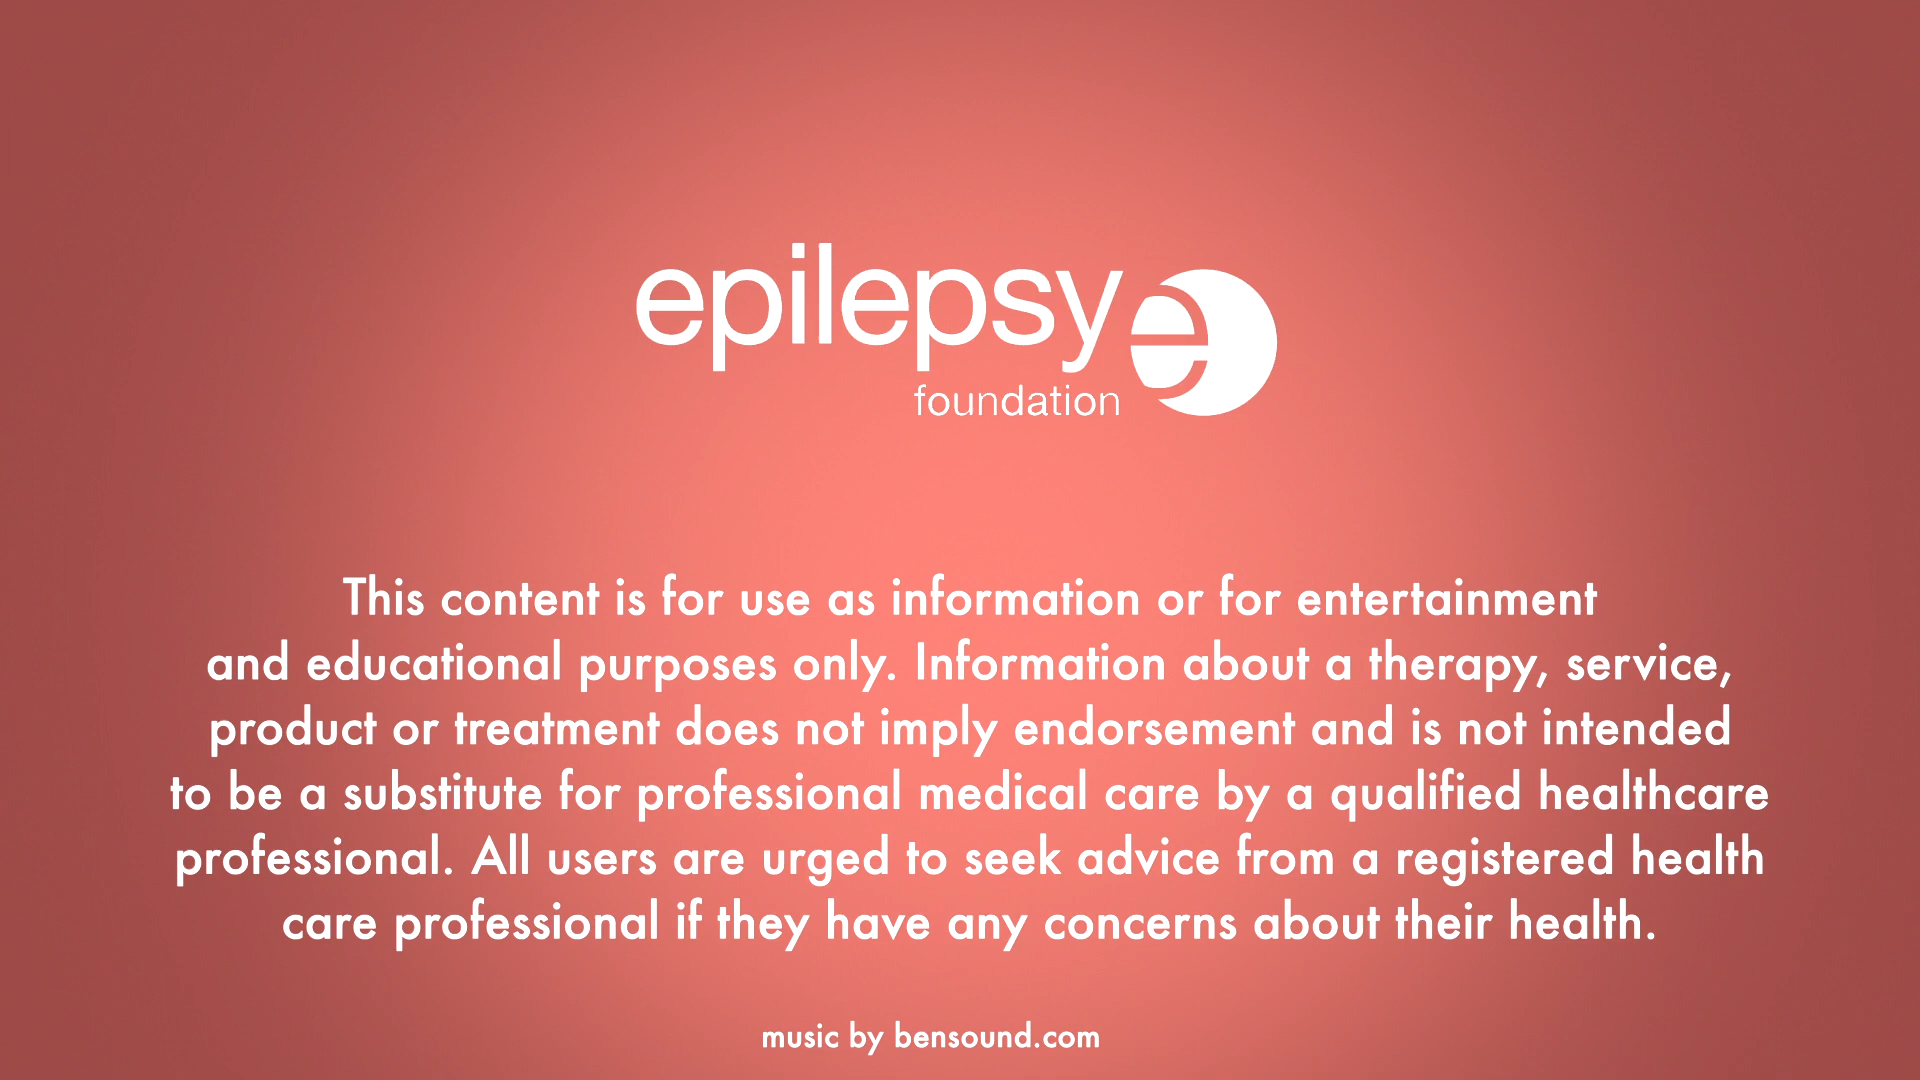 epilepsy
foundation
This content is for use as information or for entertainment
and educational purposes only. Information about a therapy, service,
product or treatment does not imply endorsement and is not intended
to be a substitute for professional medical care by a qualified healthcare
professional. All users are urged to seek advice from a registered health
care professional if they have any concerns about their health.
music by bensound.com